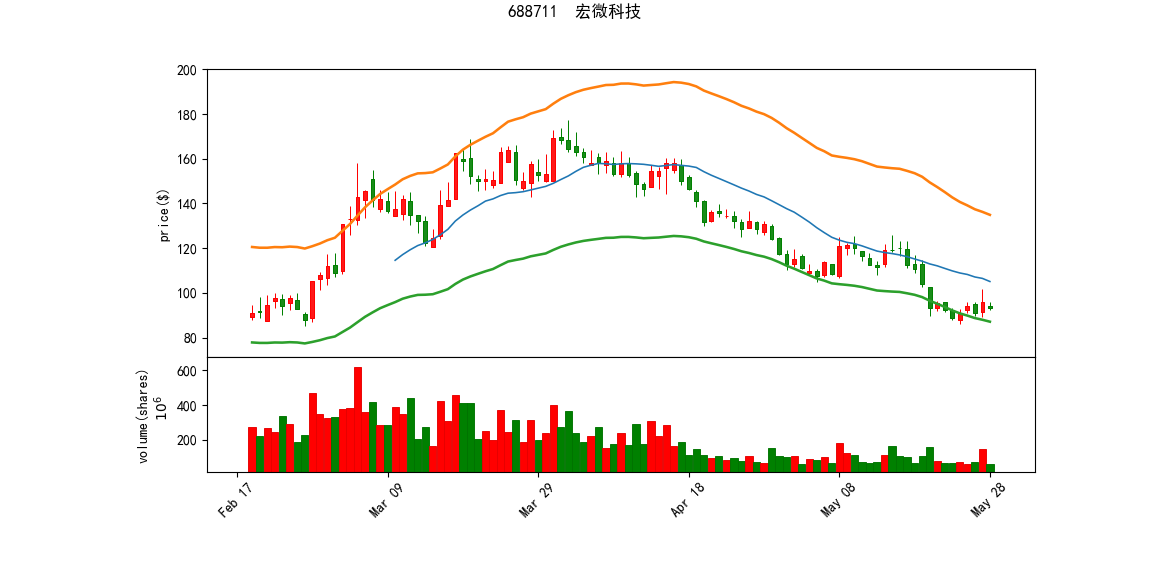 688711 宏微科技
200
180
160
140
120
100
80
price($)
600
400
200
volume(shares)
10^6
Feb 17
Mar 09
Mar 29
Apr 18
May 08
May 28